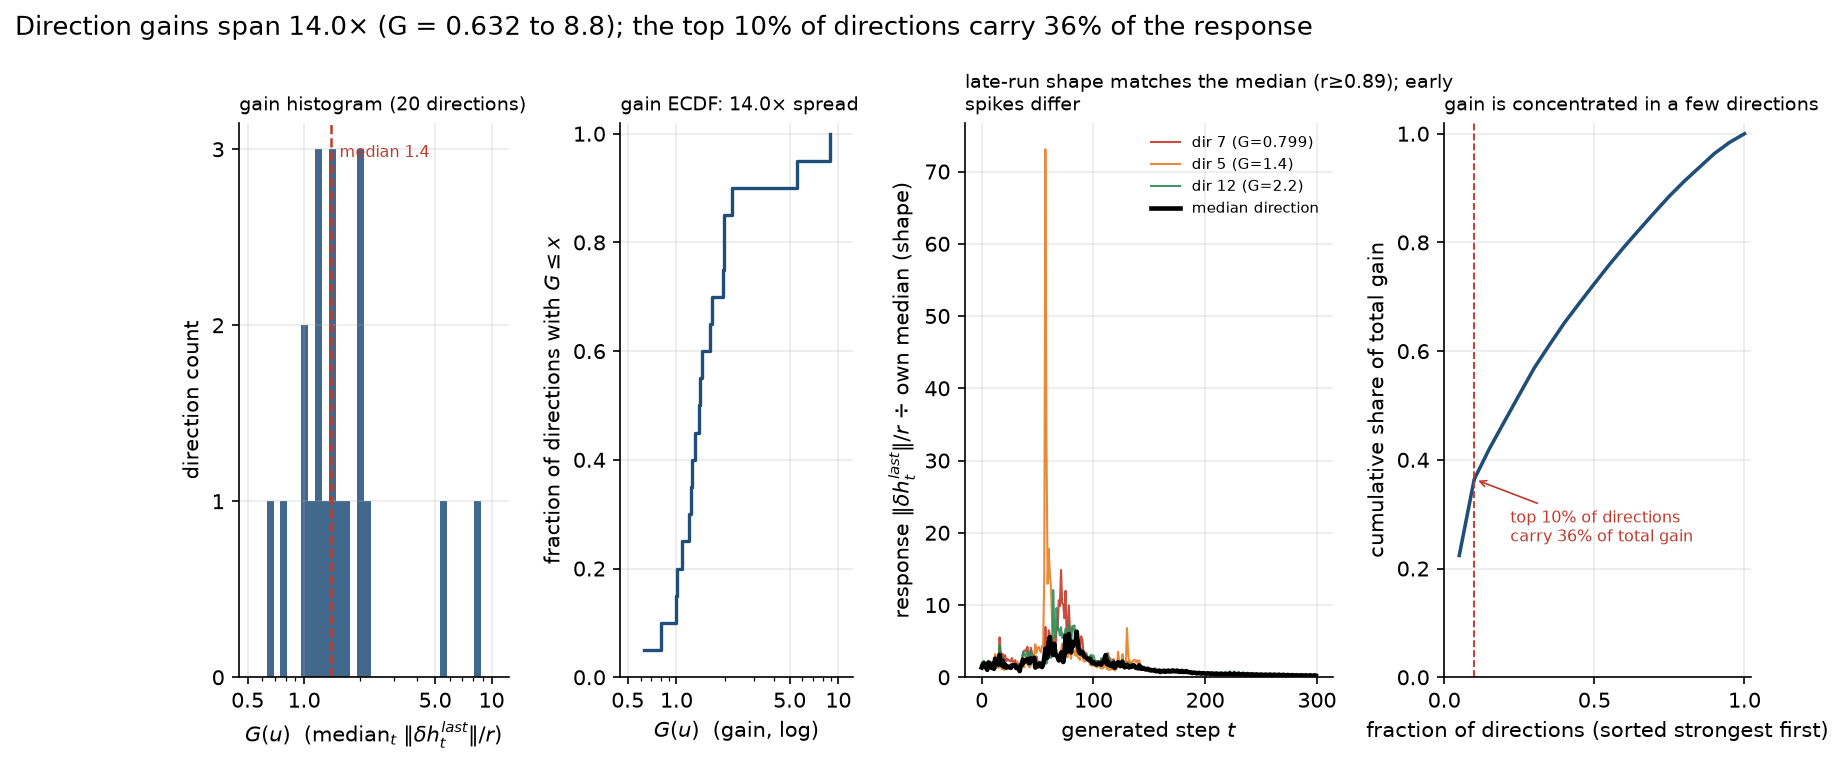 Direction gains span 14.0× (G = 0.632 to 8.8); the top 10% of directions carry 36% of the response
gain histogram (20 directions)
median 1.4
direction count
3
2
1
0
0.5
1.0
5.0
10
G(u) (medianₜ ‖δhₜˡᵃˢᵗ‖/r)
gain ECDF: 14.0× spread
fraction of directions with G ≤ x
1.0
0.8
0.6
0.4
0.2
0.0
0.5
1.0
5.0
10
G(u) (gain, log)
late-run shape matches the median (r≥0.89); early
spikes differ
response ‖δhₜˡᵃˢᵗ‖/r ÷ own median (shape)
70
60
50
40
30
20
10
0
dir 7 (G=0.799)
dir 5 (G=1.4)
dir 12 (G=2.2)
median direction
0
100
200
300
generated step t
gain is concentrated in a few directions
cumulative share of total gain
1.0
0.8
0.6
0.4
0.2
0.0
top 10% of directions
carry 36% of total gain
0.0
0.5
1.0
fraction of directions (sorted strongest first)